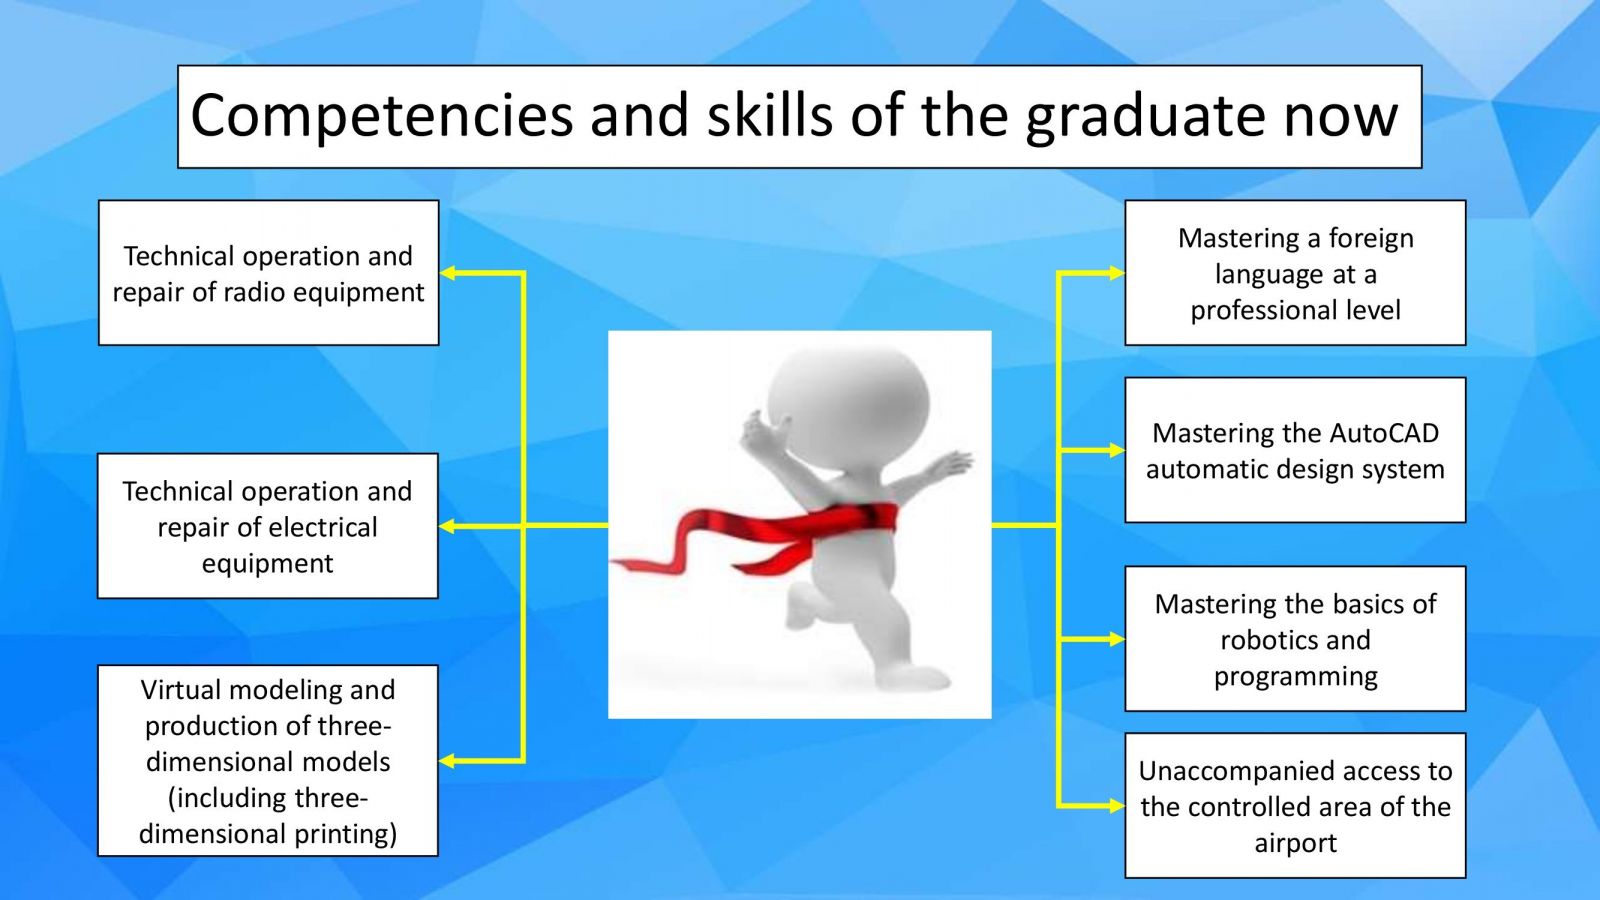 Competencies and skills of the graduate now
Technical operation and
repair of radio equipment
Technical operation and
repair of electrical
equipment
Virtual modeling and
production of three-
dimensional models
(including three-
dimensional printing)
Mastering a foreign
language at a
professional level
Mastering the AutoCAD
automatic design system
Mastering the basics of
robotics and
programming
Unaccompanied access to
the controlled area of the
airport